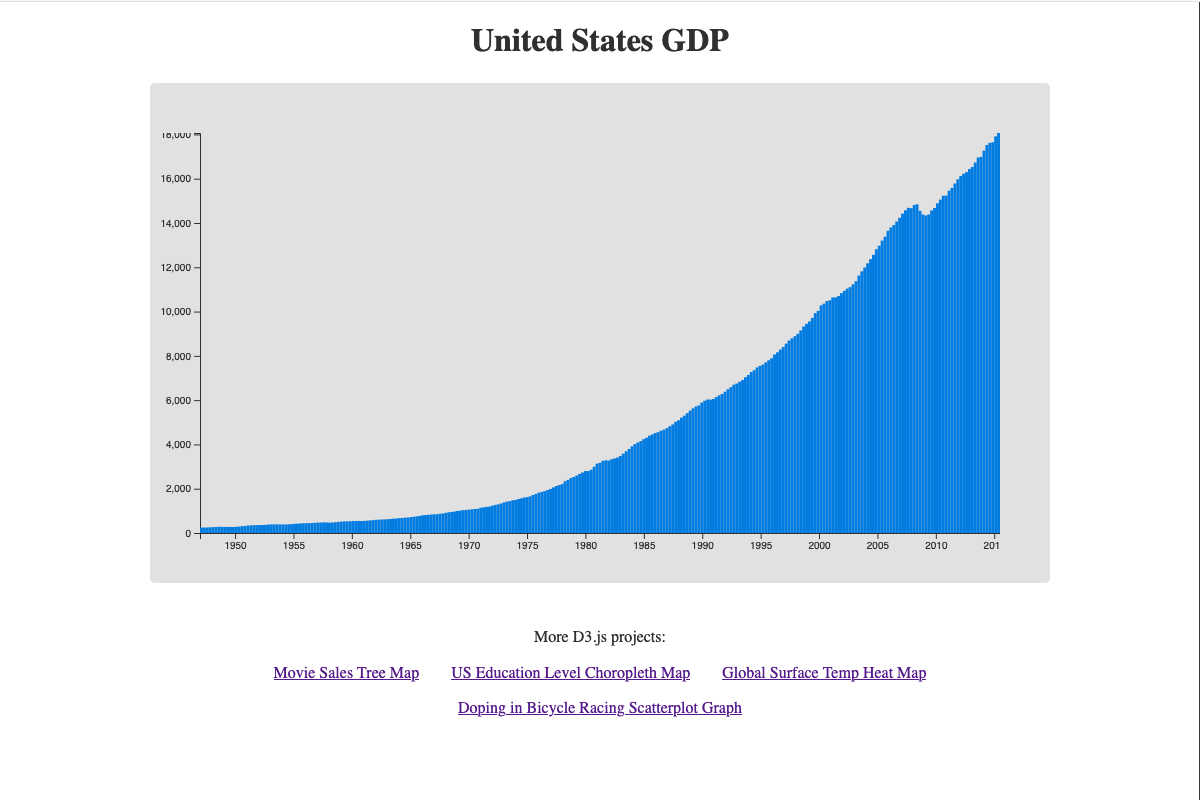 United States GDP
18,000
16,000
14,000
12,000
10,000
8,000
6,000
4,000
2,000
0
1950 1955 1960 1965 1970 1975 1980 1985 1990 1995 2000 2005 2010 201
More D3.js projects:
Movie Sales Tree Map US Education Level Choropleth Map Global Surface Temp Heat Map
Doping in Bicycle Racing Scatterplot Graph